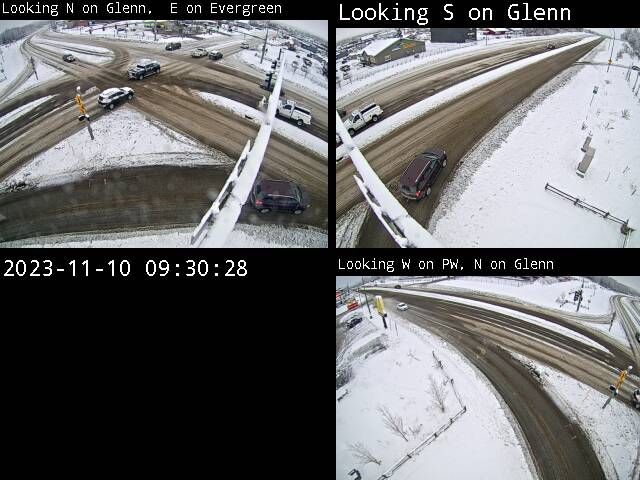 Looking N on Glenn,  E on Evergreen
Looking S on Glenn
2023-11-10 09:30:28
Looking W on PW, N on Glenn